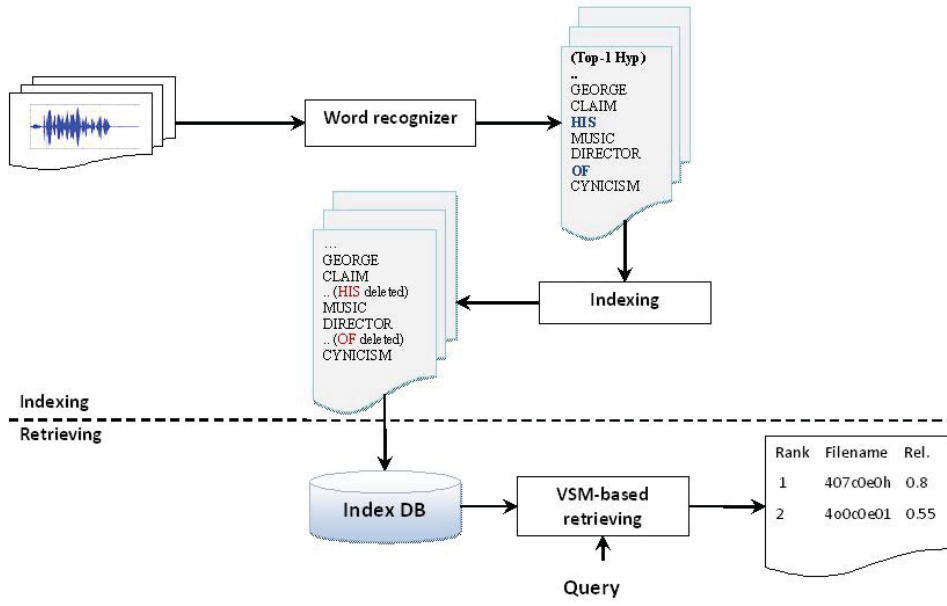 (Top-1 Hyp)
..
GEORGE
CLAIM
HIS
MUSIC
DIRECTOR
OF
CYNICISM
Word recognizer
...
GEORGE
CLAIM
.. (HIS deleted)
MUSIC
DIRECTOR
.. (OF deleted)
CYNICISM
Indexing
Indexing
Retrieving
Index DB
VSM-based
retrieving
Query
Rank Filename Rel.
1 407c0e0h 0.8
2 4o0c0e01 0.55